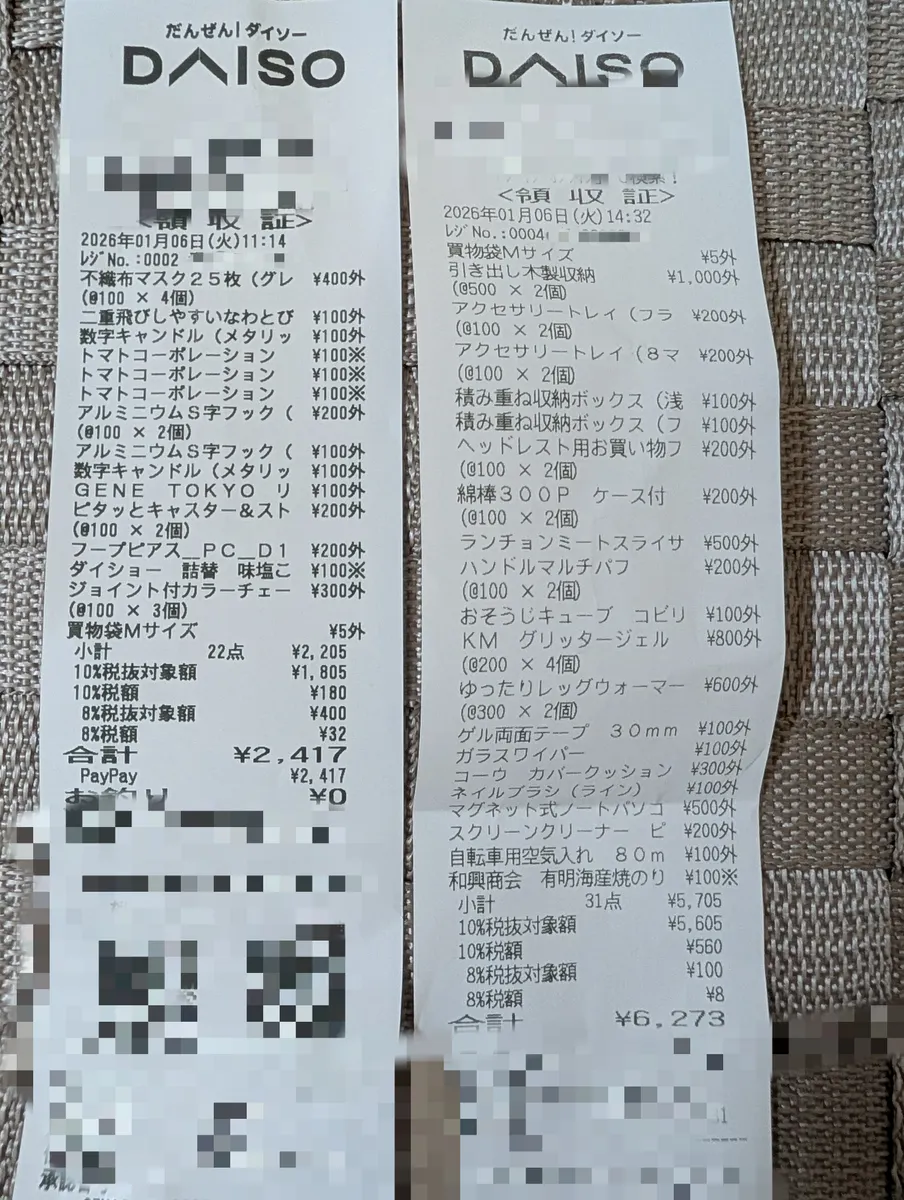 だんぜん!ダイソー
DAISO
<領収証>
2026年01月06日(火)11:14
ﾚｼﾞNo.:0002
不織布マスク25枚(グレ ¥400外
(@100 × 4個)
二重飛びしやすいなわとび ¥100外
数字キャンドル(メタリッ ¥100外
トマトコーポレーション ¥100※
トマトコーポレーション ¥100※
トマトコーポレーション ¥100※
アルミニウムS字フック( ¥200外
(@100 × 2個)
アルミニウムS字フック( ¥100外
数字キャンドル(メタリッ ¥100外
GENE TOKYO リ ¥100外
ピタッとキャスター&スト ¥200外
(@100 × 2個)
フープピアス__PC__D1 ¥200外
ダイショー 詰替 味塩こ ¥100※
ジョイント付カラーチェー ¥300外
(@100 × 3個)
買物袋Mサイズ ¥5外
小計 22点 ¥2,205
10%税抜対象額 ¥1,805
10%税額 ¥180
8%税抜対象額 ¥400
8%税額 ¥32
合計 ¥2,417
PayPay ¥2,417
お釣り ¥0
だんぜん!ダイソー
DAISO
<領収証>
2026年01月06日(火)14:32
ﾚｼﾞNo.:0004
買物袋Mサイズ ¥5外
引き出し木製収納 ¥1,000外
(@500 × 2個)
アクセサリートレイ(フラ ¥200外
(@100 × 2個)
アクセサリートレイ(8マ ¥200外
(@100 × 2個)
積み重ね収納ボックス(浅 ¥100外
積み重ね収納ボックス(フ ¥100外
ヘッドレスト用お買い物フ ¥200外
(@100 × 2個)
綿棒300P ケース付 ¥200外
(@100 × 2個)
ランチョンミートスライサ ¥500外
ハンドルマルチパフ ¥200外
(@100 × 2個)
おそうじキューブ コビリ ¥100外
KM グリッタージェル ¥800外
(@200 × 4個)
ゆったりレッグウォーマー ¥600外
(@300 × 2個)
ゲル両面テープ 30mm ¥100外
ガラスワイパー ¥100外
コーウ カバークッション ¥300外
ネイルブラシ(ライン) ¥100外
マグネット式ノートパソコ ¥500外
スクリーンクリーナー ビ ¥200外
自転車用空気入れ 80m ¥100外
和興商会 有明海産焼のり ¥100※
小計 31点 ¥5,705
10%税抜対象額 ¥5,605
10%税額 ¥560
8%税抜対象額 ¥100
8%税額 ¥8
合計 ¥6,273